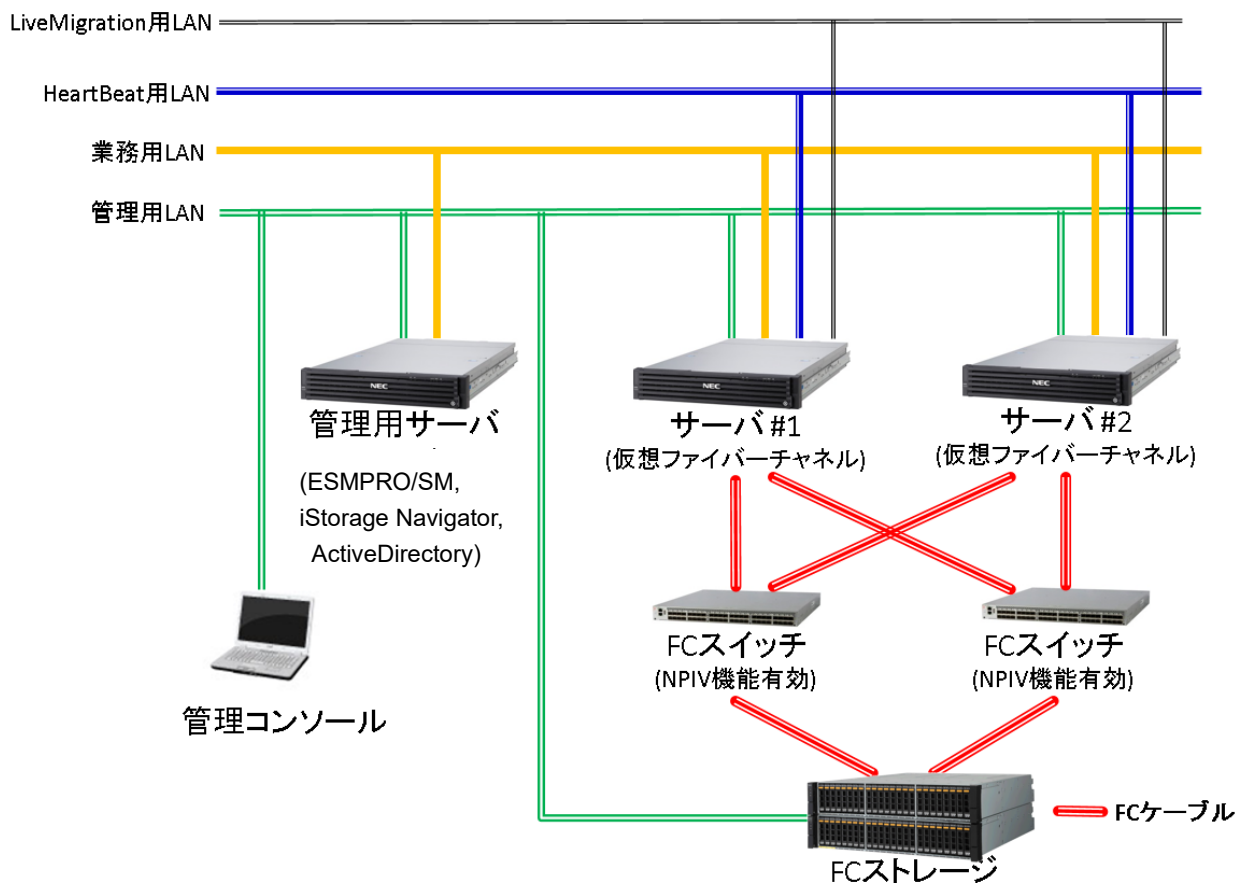 LiveMigration用LAN
HeartBeat用LAN
業務用LAN
管理用LAN
NEC
NEC
NEC
管理用サーバ
サーバ#1
サーバ#2
(仮想ファイバーチャネル)
(仮想ファイバーチャネル)
(ESMPRO/SM,
iStorage Navigator,
ActiveDirectory)
FCスイッチ
FCスイッチ
(NPIV機能有効)
(NPIV機能有効)
管理コンソール
FCケーブル
FCストレージ